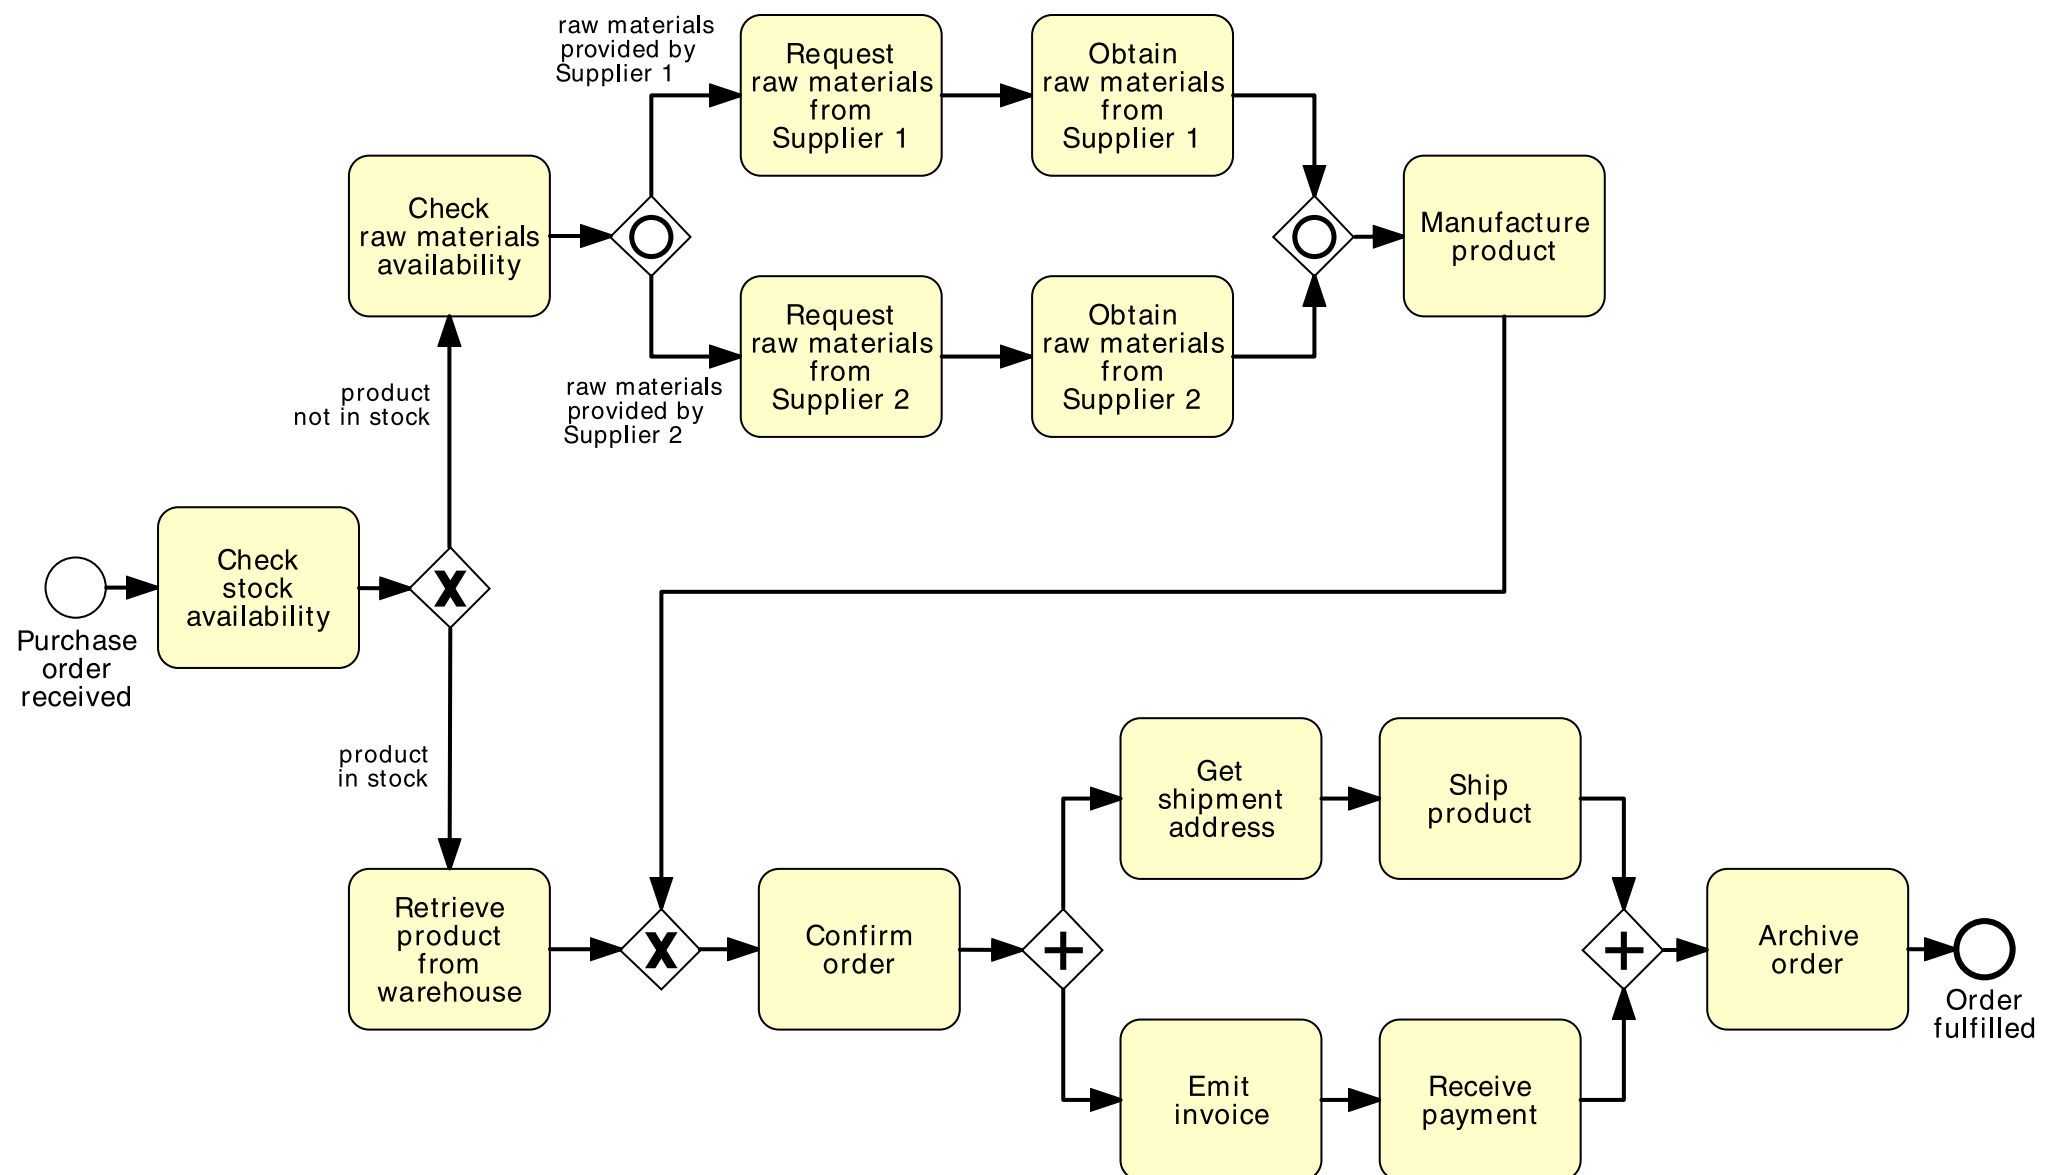 raw materials
provided by
Supplier 1
Request
raw materials
from
Supplier 1
Obtain
raw materials
from
Supplier 1
Check
raw materials
availability
Manufacture
product
raw materials
provided by
Supplier 2
Request
raw materials
from
Supplier 2
Obtain
raw materials
from
Supplier 2
product
not in stock
Purchase
order
received
Check
stock
availability
X
product
in stock
Retrieve
product
from
warehouse
X
Confirm
order
+
Get
shipment
address
Ship
product
Emit
invoice
Receive
payment
+
Archive
order
Order
fulfilled